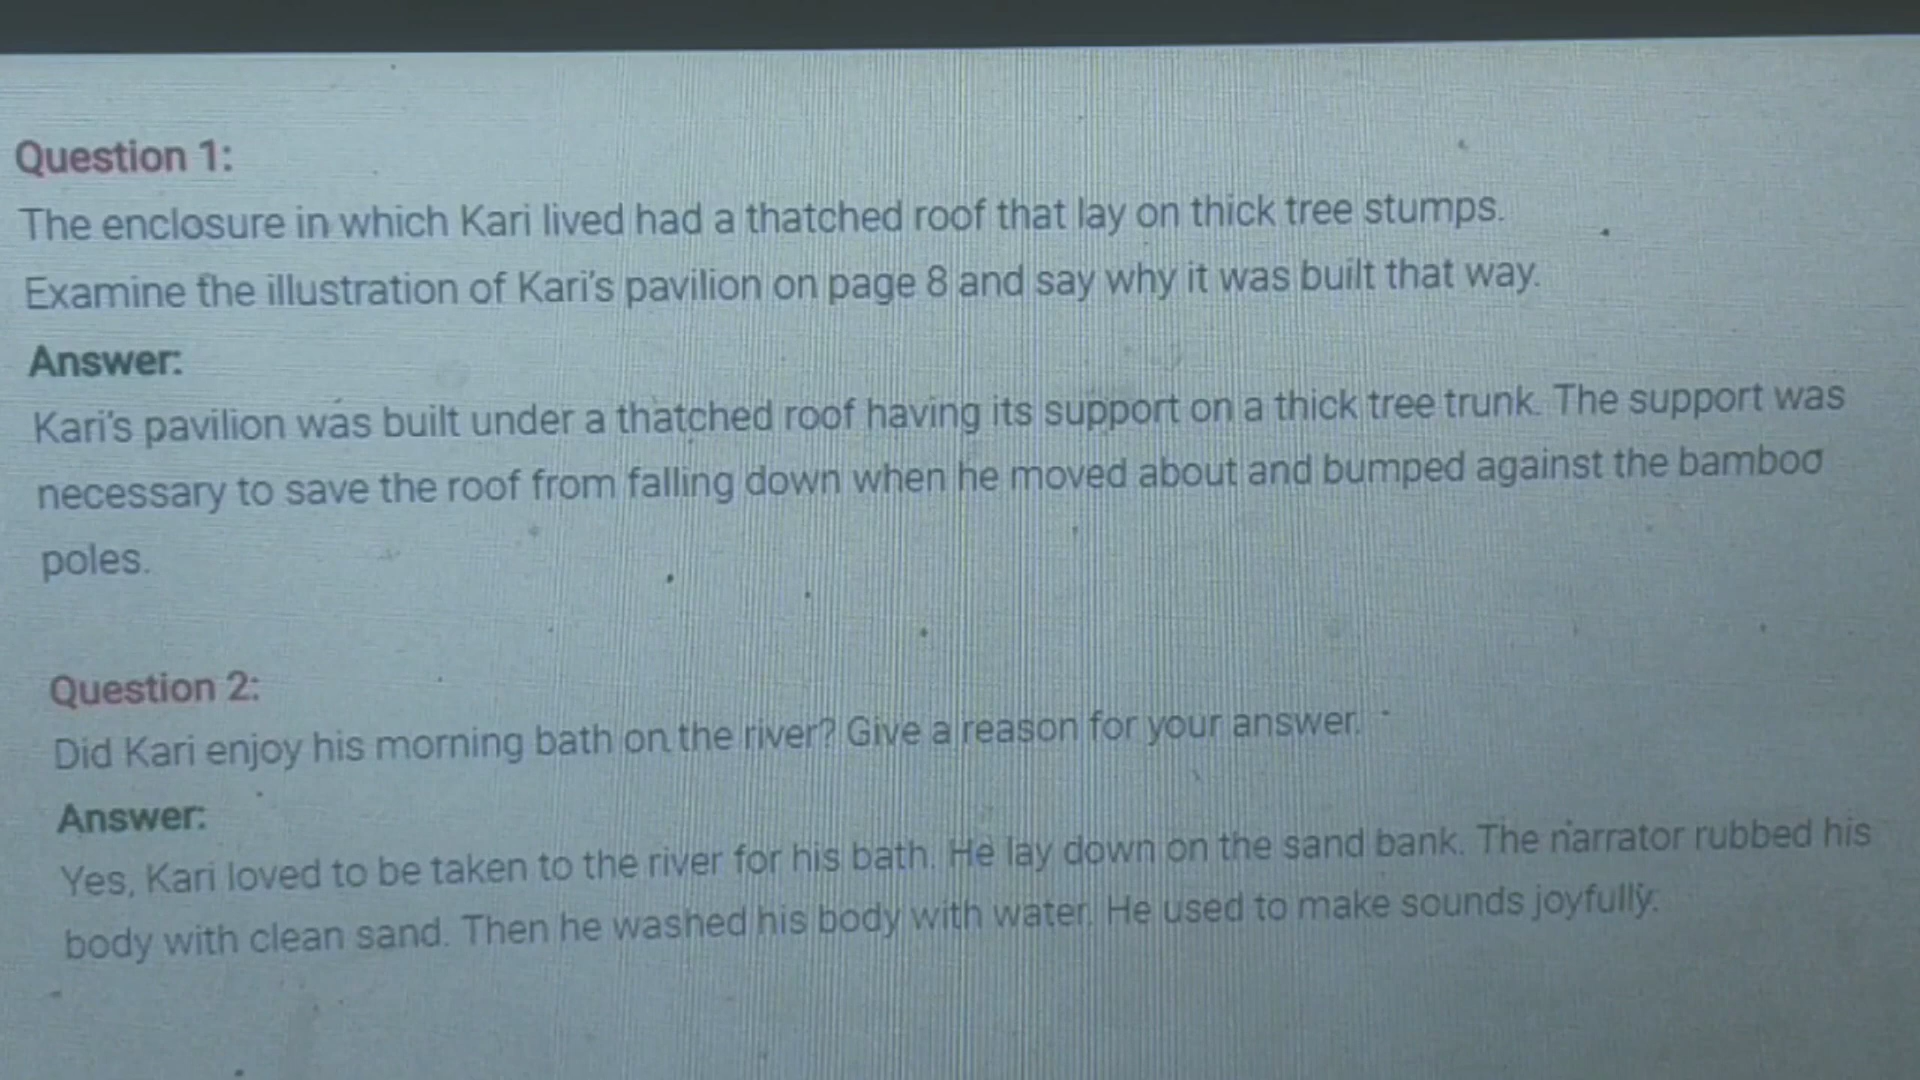 Question 1:
The enclosure in which Kari lived had a thatched roof that lay on thick tree stumps.
Examine the illustration of Kari's pavilion on page 8 and say why it was built that way.
Answer:
Kari's pavilion was built under a thatched roof having its support on a thick tree trunk. The support was
necessary to save the roof from falling down when he moved about and bumped against the bamboo
poles.
Question 2:
Did Kari enjoy his morning bath on the river? Give a reason for your answer.
Answer:
Yes, Kari loved to be taken to the river for his bath. He lay down on the sand bank. The narrator rubbed his
body with clean sand. Then he washed his body with water. He used to make sounds joyfully.